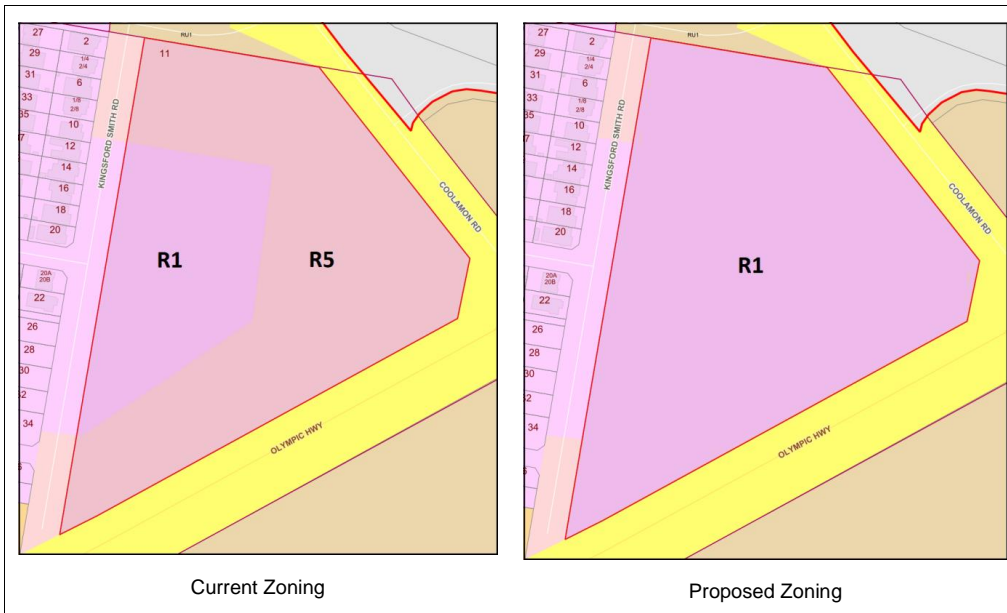 27
29
31
33
35
2
1/4
2/4
6
1/8
2/8
10
12
14
16
18
20
20A
20B
22
26
28
30
32
34
KINGSFORD SMITH RD
RU1
11
COOLAMON RD
R1
R5
OLYMPIC HWY
Current Zoning
27
29
31
33
35
2
1/4
2/4
6
1/8
2/8
10
12
14
16
18
20
20A
20B
22
26
28
30
34
KINGSFORD SMITH RD
RU1
COOLAMON RD
R1
OLYMPIC HWY
Proposed Zoning